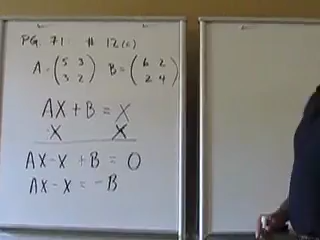 PG. 71 # 12(c)
A = (5 3 B = (6 2
3 2) 2 4)
AX + B = X
-X X
AX - X + B = 0
AX - X = -B